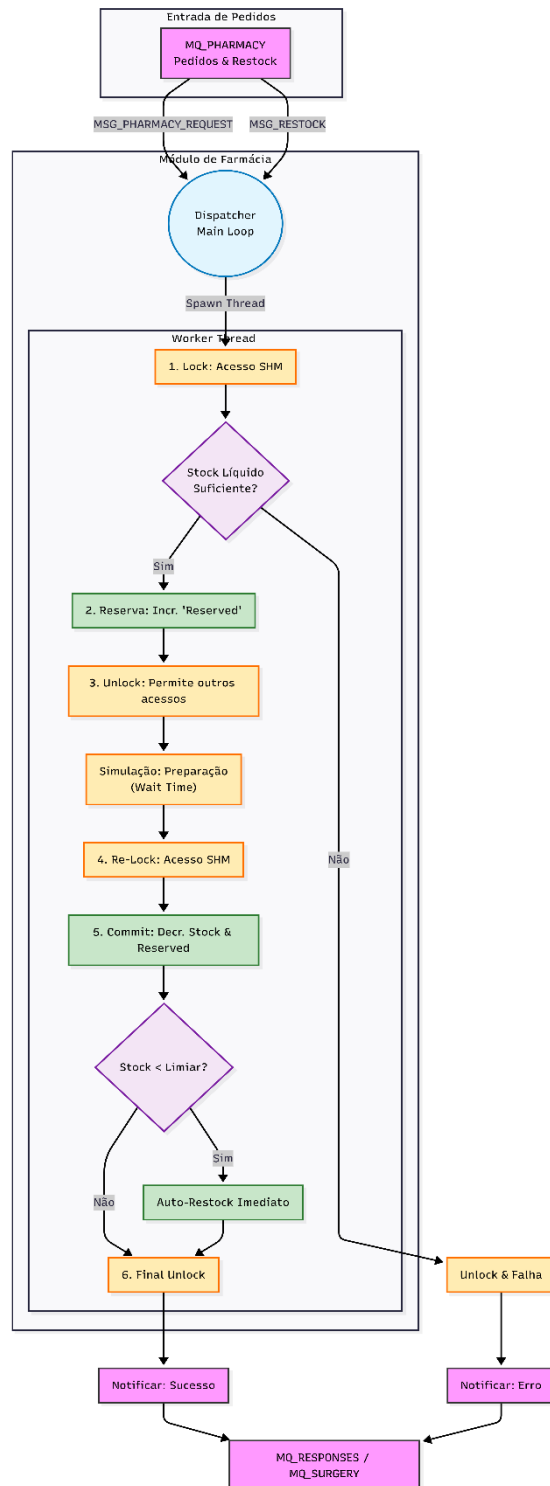 Entrada de Pedidos
MQ_PHARMACY
Pedidos & Restock
MSG_PHARMACY_REQUEST
MSG_RESTOCK
Módulo de Farmácia
Dispatcher
Main Loop
Spawn Thread
Worker Thread
1. Lock: Acesso SHM
Stock Líquido
Suficiente?
Sim
2. Reserva: Incr. 'Reserved'
3. Unlock: Permite outros
acessos
Simulação: Preparação
(Wait Time)
4. Re-Lock: Acesso SHM
Não
5. Commit: Decr. Stock &
Reserved
Stock < Limiar?
Sim
Não
Auto-Restock Imediato
6. Final Unlock
Unlock & Falha
Notificar: Sucesso
Notificar: Erro
MQ_RESPONSES /
MQ_SURGERY